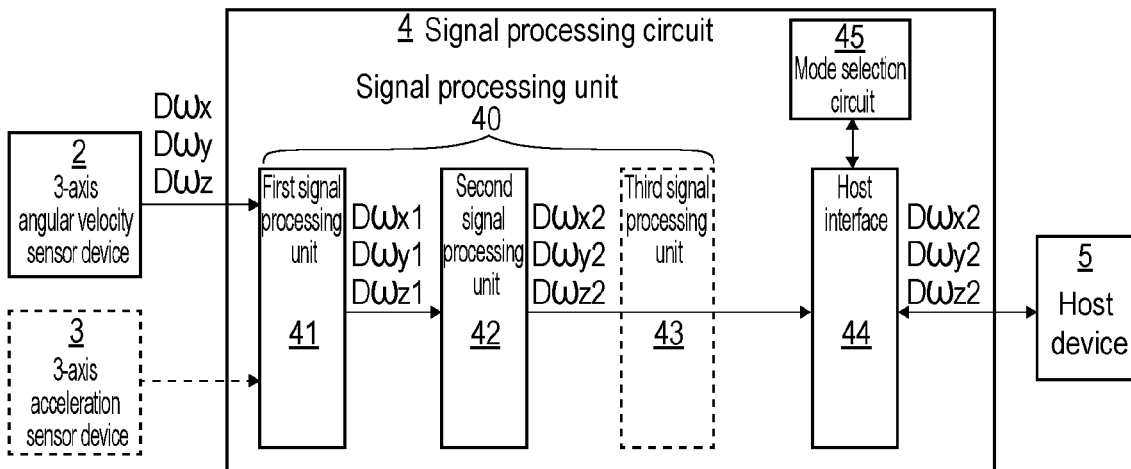 4 Signal processing circuit
Signal processing unit
40
45
Mode selection
circuit
DωX
Dωy
DωZ
2
3-axis
angular velocity
sensor device
3
3-axis
acceleration
sensor device
First signal
processing
unit
41
DωX1
Dωy1
DωZ1
Second
signal
processing
unit
42
DωX2
Dωy2
DωZ2
Third signal
processing
unit
43
Host
interface
44
DωX2
Dωy2
DωZ2
5
Host
device